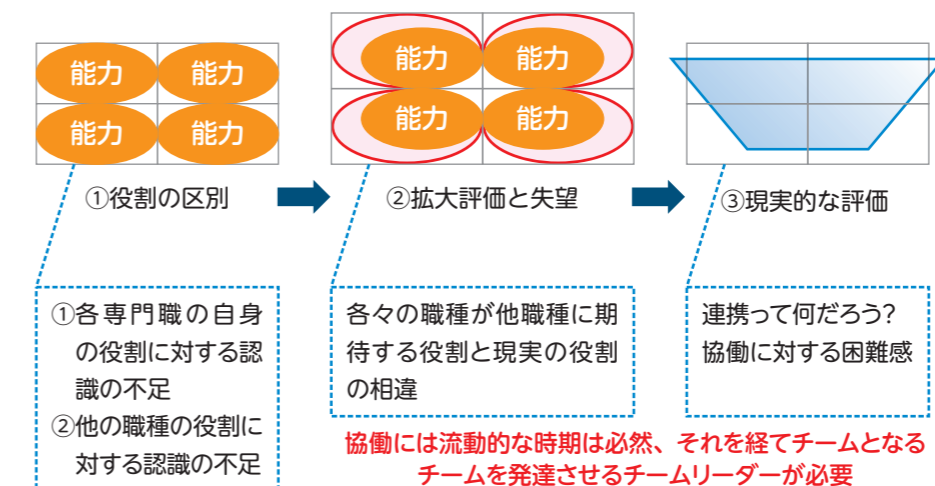 能力 能力
能力 能力
①役割の区別
能力 能力
能力 能力
②拡大評価と失望
③現実的な評価
①各専門職の自身
の役割に対する認
識の不足
②他の職種の役割に
対する認識の不足
各々の職種が他職種に期
待する役割と現実の役割
の相違
連携って何だろう?
協働に対する困難感
協働には流動的な時期は必然、それを経てチームとなる
チームを発達させるチームリーダーが必要